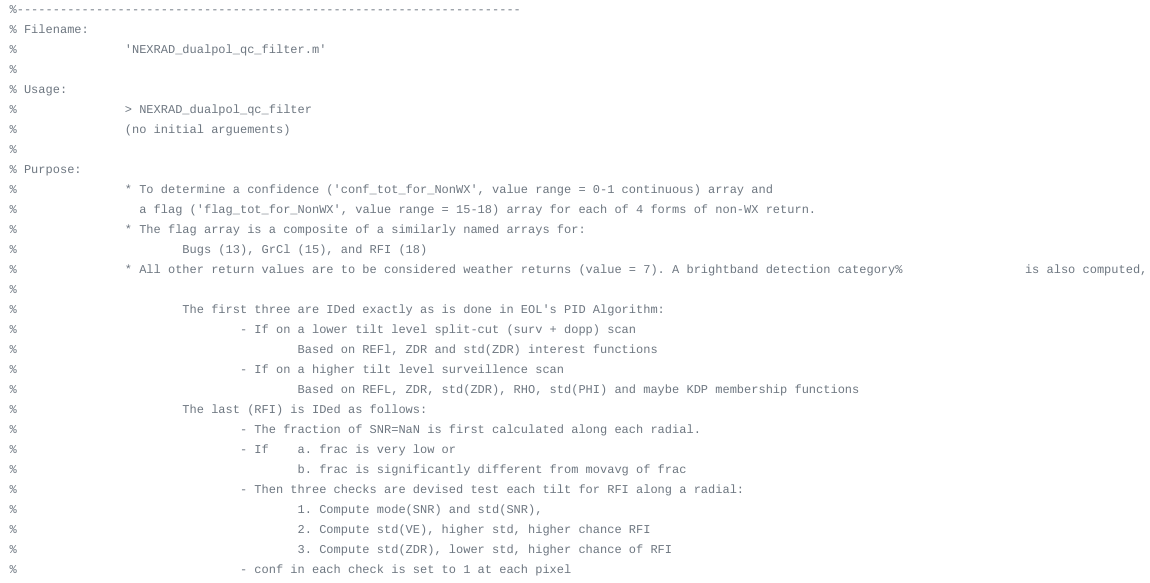 %----------------------------------------------------------------------
% Filename:
%               'NEXRAD_dualpol_qc_filter.m'
%
% Usage:
%               > NEXRAD_dualpol_qc_filter
%               (no initial arguements)
%
% Purpose:
%               * To determine a confidence ('conf_tot_for_NonWX', value range = 0-1 continuous) array and
%                 a flag ('flag_tot_for_NonWX', value range = 15-18) array for each of 4 forms of non-WX return.
%               * The flag array is a composite of a similarly named arrays for:
%                       Bugs (13), GrCl (15), and RFI (18)
%               * All other return values are to be considered weather returns (value = 7). A brightband detection category%                 is also computed,
%
%                       The first three are IDed exactly as is done in EOL's PID Algorithm:
%                               - If on a lower tilt level split-cut (surv + dopp) scan
%                                       Based on REFl, ZDR and std(ZDR) interest functions
%                               - If on a higher tilt level surveillence scan
%                                       Based on REFL, ZDR, std(ZDR), RHO, std(PHI) and maybe KDP membership functions
%                       The last (RFI) is IDed as follows:
%                               - The fraction of SNR=NaN is first calculated along each radial.
%                               - If    a. frac is very low or
%                                       b. frac is significantly different from movavg of frac
%                               - Then three checks are devised test each tilt for RFI along a radial:
%                                       1. Compute mode(SNR) and std(SNR),
%                                       2. Compute std(VE), higher std, higher chance RFI
%                                       3. Compute std(ZDR), lower std, higher chance of RFI
%                               - conf in each check is set to 1 at each pixel